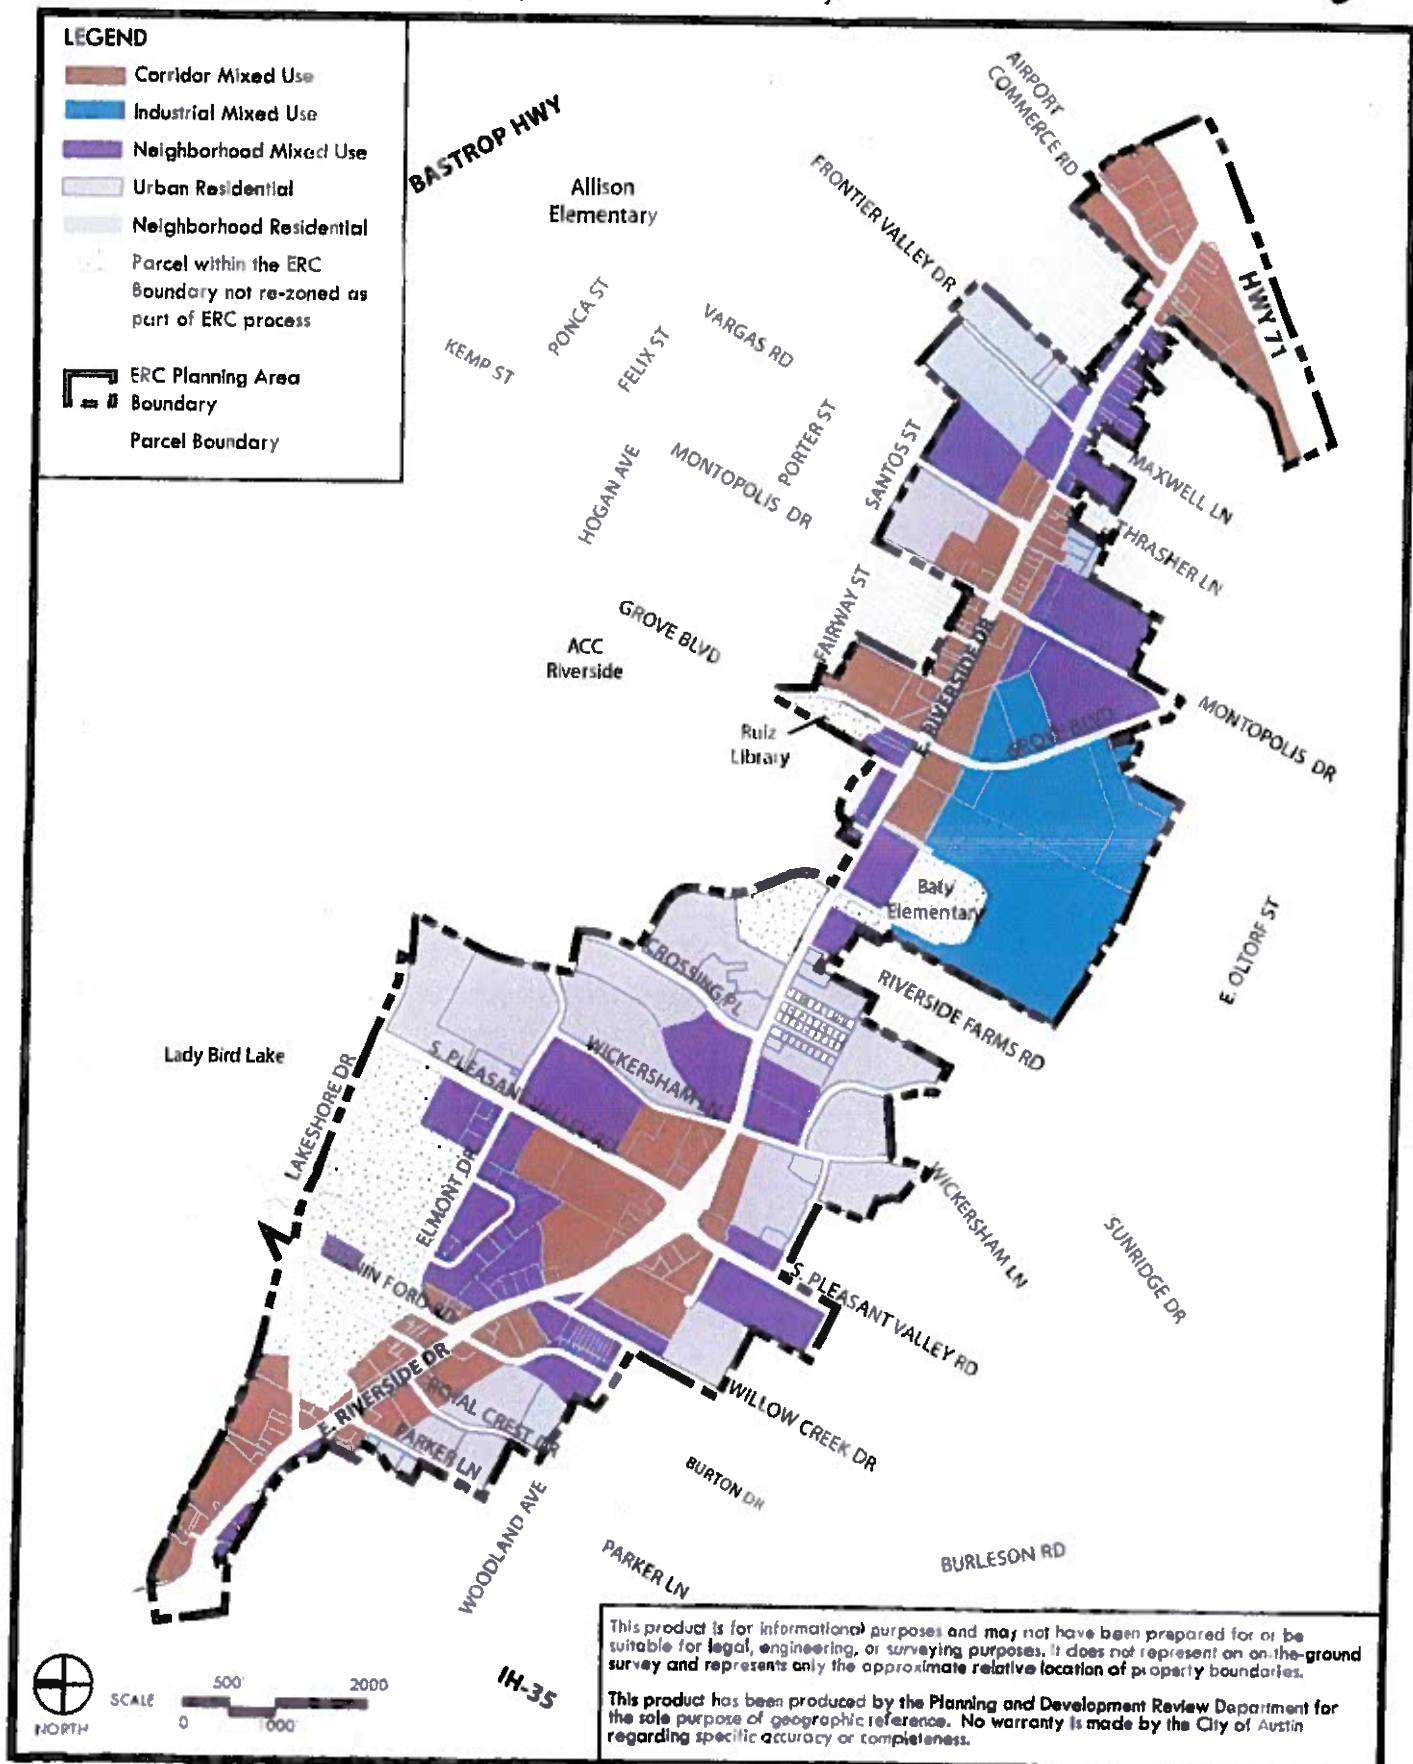 LEGEND
Corridor Mixed Use
Industrial Mixed Use
Neighborhood Mixed Use
Urban Residential
Neighborhood Residential
Parcel within the ERC
Boundary not re-zoned as
part of ERC process
ERC Planning Area
Boundary
Parcel Boundary
BASTROP HWY
Allison
Elementary
AIRPORT
COMMERCE RD
FRONTIER VALLEY DR
HWY 71
PONCA ST
VARGAS RD
KEMP ST
FELIX ST
PORTER ST
SANTOS ST
MAXWELL LN
HOGAN AVE
MONTOPOLIS DR
THRASHER LN
FAIRWAY ST
GROVE BLVD
ACC
Riverside
E. RIVERSIDE DR
MONTOPOLIS DR
GROVE BLVD
Ruiz
Library
Baty
Elementary
E. OLTORF ST
CROSSING PL
RIVERSIDE FARMS RD
Lady Bird Lake
LAKESHORE DR
S. PLEASANT VALLEY RD
WICKERSHAM LN
ELMONT DR
WICKERSHAM LN
SUNRIDGE DR
S. PLEASANT VALLEY RD
FORD
E. RIVERSIDE DR
ROYAL CREST DR
PARKER LN
WILLOW CREEK DR
BURTON DR
WOODLAND AVE
PARKER LN
BURLESON RD
IH-35
NORTH
SCALE
500'
2000
0
1000
This product is for informational purposes and may not have been prepared for or be
suitable for legal, engineering, or surveying purposes. It does not represent an on-the-ground
survey and represents only the approximate relative location of property boundaries.
This product has been produced by the Planning and Development Review Department for
the sole purpose of geographic reference. No warranty is made by the City of Austin
regarding specific accuracy or completeness.